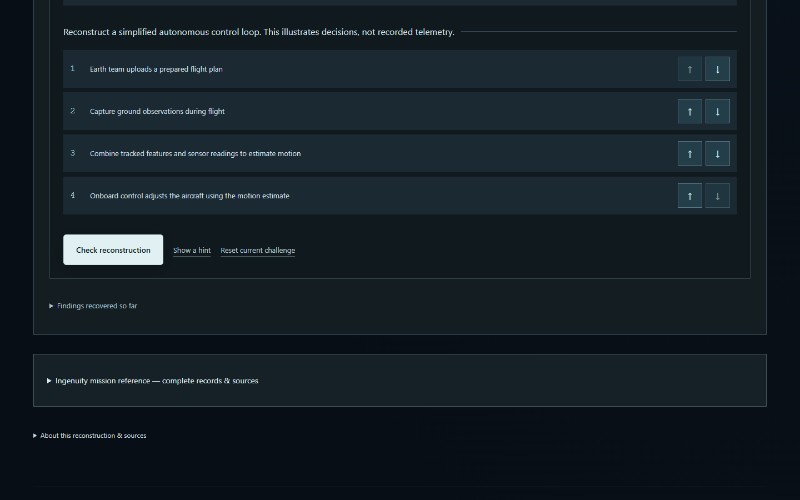 Reconstruct a simplified autonomous control loop. This illustrates decisions, not recorded telemetry.
1 Earth team uploads a prepared flight plan ↑ ↓
2 Capture ground observations during flight ↑ ↓
3 Combine tracked features and sensor readings to estimate motion ↑ ↓
4 Onboard control adjusts the aircraft using the motion estimate ↑ ↓
Check reconstruction Show a hint Reset current challenge
▶ Findings recovered so far
▶ Ingenuity mission reference — complete records & sources
▶ About this reconstruction & sources